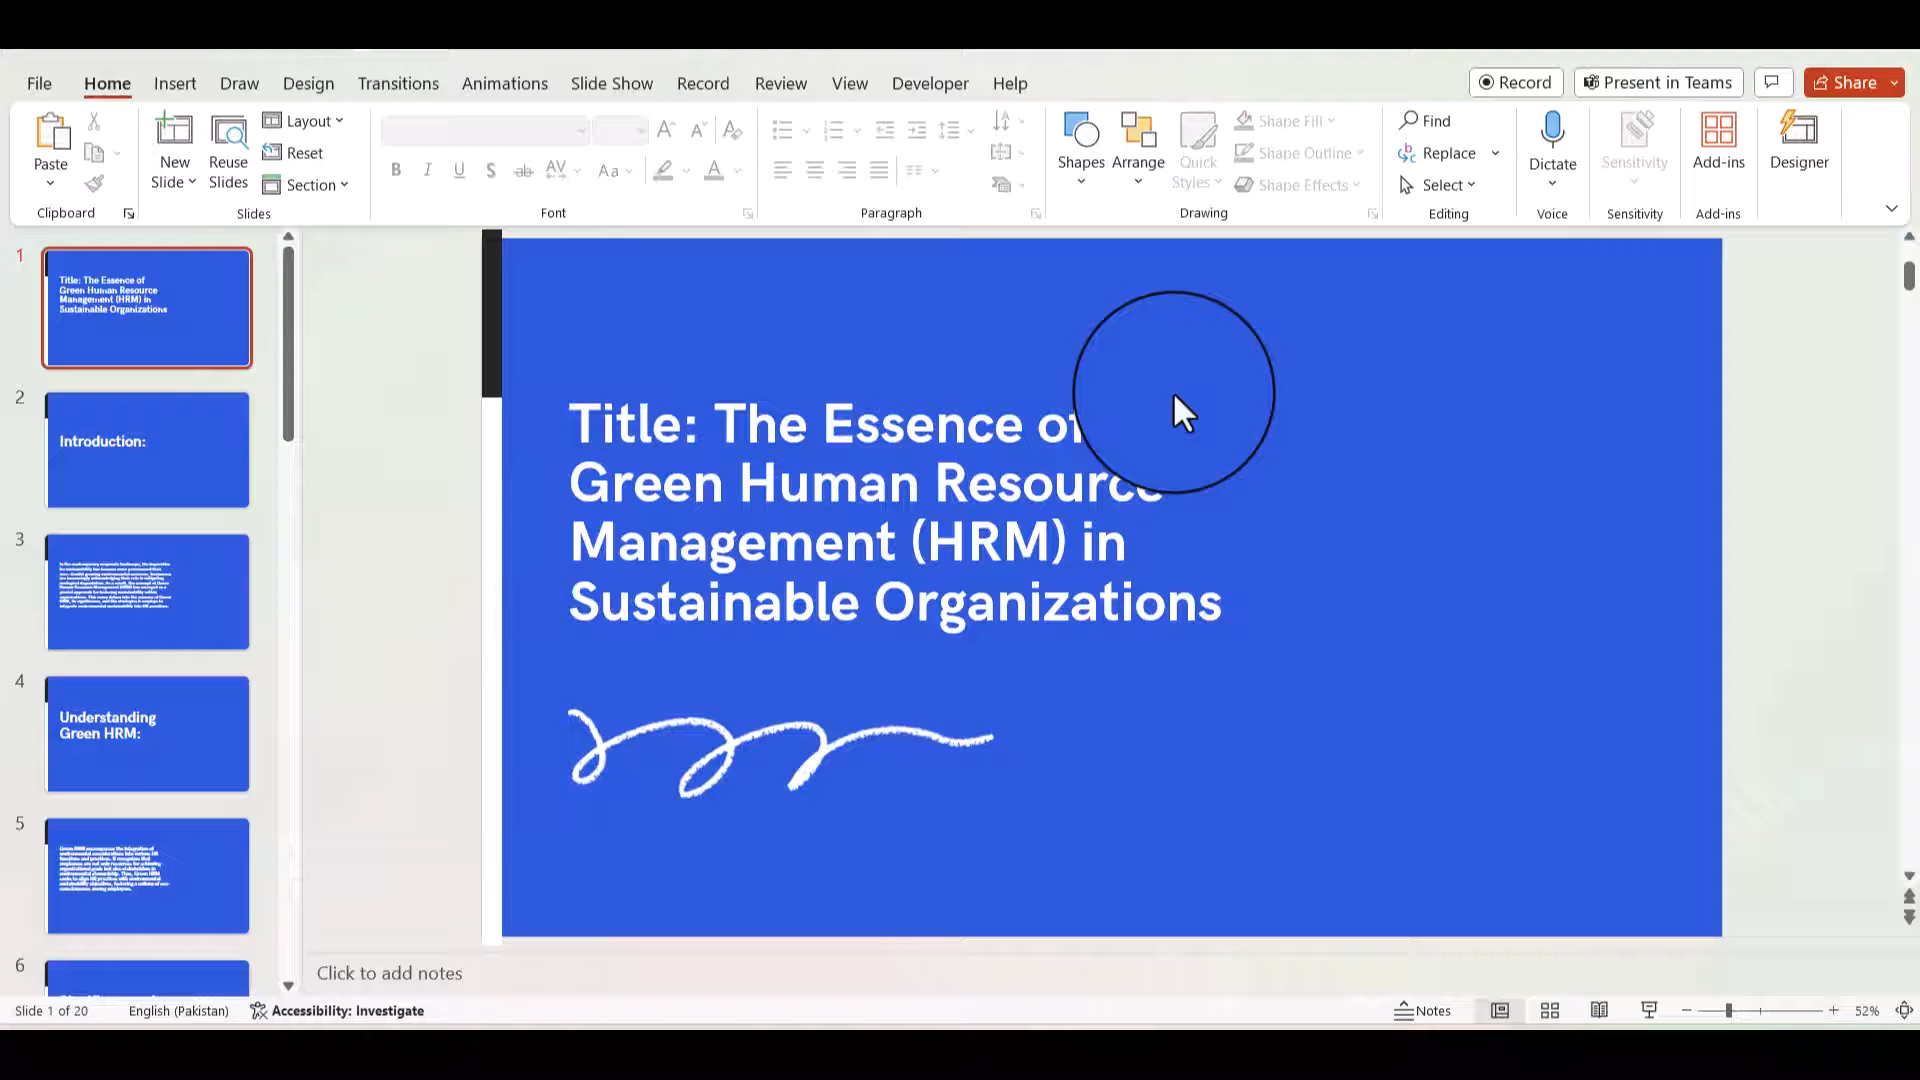 File Home Insert Draw Design Transitions Animations Slide Show Record Review View Developer Help Record Present in Teams Share
Paste
New Slide
Reuse Slides
Layout
Reset
Section
B I U S ab AV Aa A
Shapes
Arrange
Quick Styles
Shape Fill
Shape Outline
Shape Effects
Find
Replace
Select
Dictate
Sensitivity
Add-ins
Designer
Clipboard Slides Font Paragraph Drawing Editing Voice Sensitivity Add-ins
1
Title: The Essence of
Green Human Resource
Management (HRM) in
Sustainable Organizations
2
Introduction:
3
4
Understanding
Green HRM:
5
6
Title: The Essence of
Green Human Resource
Management (HRM) in
Sustainable Organizations
Click to add notes
Slide 1 of 20 English (Pakistan) Accessibility: Investigate Notes 52%